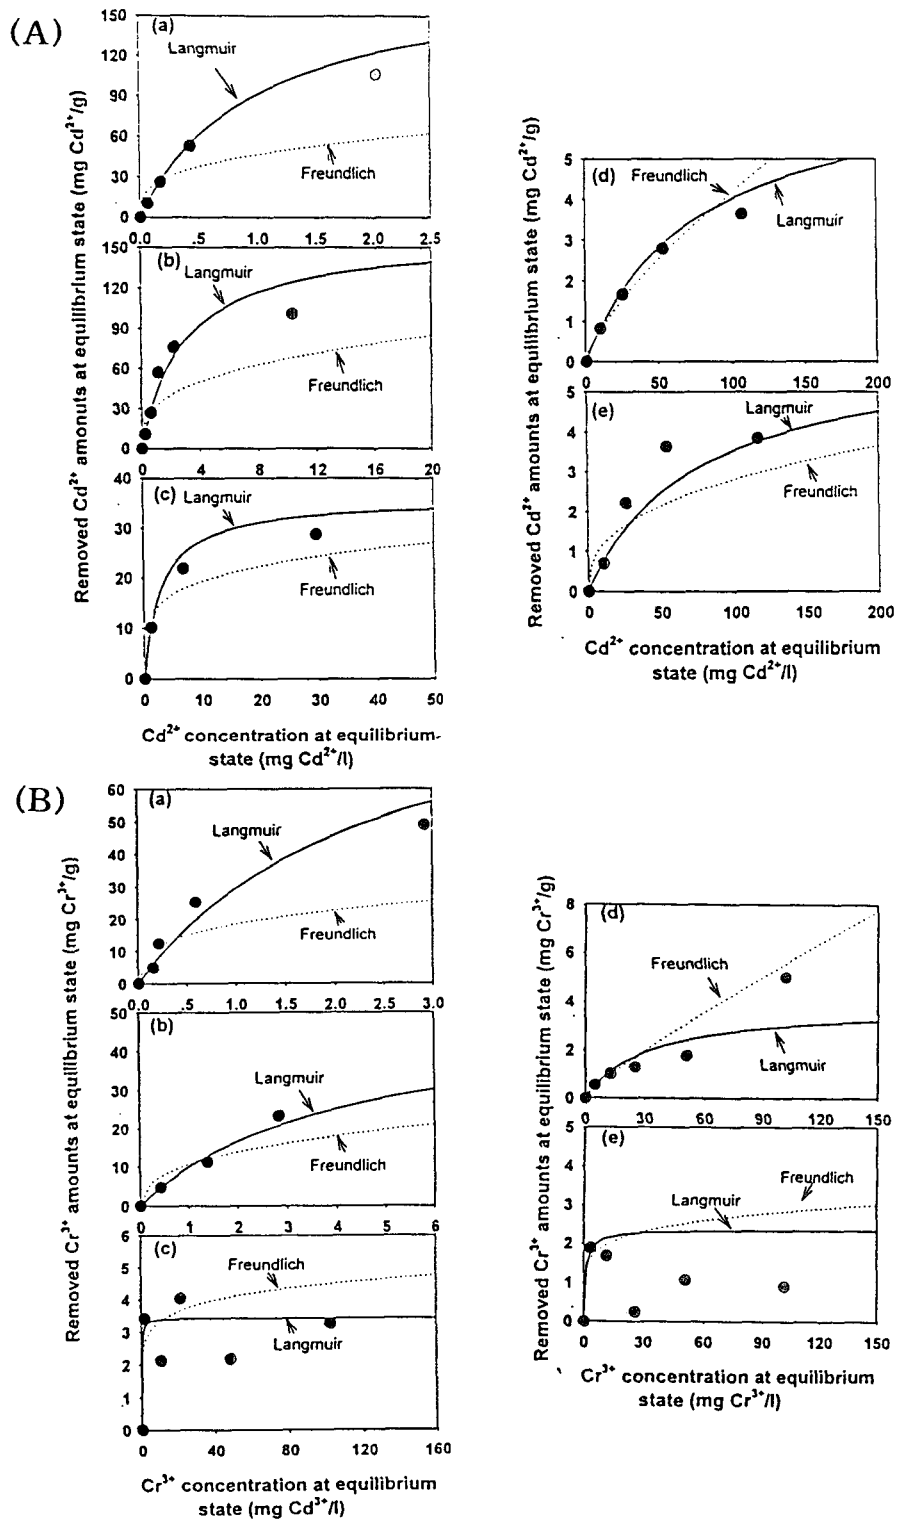 (A)
Removed Cd²⁺ amonuts at equilibrium state (mg Cd²⁺/g)
150
120
90
60
30
0
(a)
Langmuir
Freundlich
0.0 .5 1.0 1.5 2.0 2.5
150
120
90
60
30
0
(b)
Langmuir
Freundlich
0 4 8 12 16 20
40
30
20
10
0
(c)
Langmuir
Freundlich
0 10 20 30 40 50
Cd²⁺ concentration at equilibrium
state (mg Cd²⁺/l)
Removed Cd²⁺ amounts at equilibrium state (mg Cd²⁺/g)
5
4
3
2
1
0
(d)
Freundlich
Langmuir
0 50 100 150 200
5
4
3
2
1
0
(e)
Langmuir
Freundlich
0 50 100 150 200
Cd²⁺ concentration at equilibrium
state (mg Cd²⁺/l)
(B)
Removed Cr³⁺ amounts at equilibrium state (mg Cr³⁺/g)
60
50
40
30
20
10
0
(a)
Langmuir
Freundlich
0.0 .5 1.0 1.5 2.0 2.5 3.0
50
40
30
20
10
0
(b)
Langmuir
Freundlich
0 1 2 3 4 5 6
6
5
4
3
2
1
0
(c)
Freundlich
Langmuir
0 40 80 120 160
Cr³⁺ concentration at equilibrium
state (mg Cd³⁺/l)
Removed Cr³⁺ amounts at equilibrium state (mg Cr³⁺/g)
8
6
4
2
0
(d)
Freundlich
Langmuir
0 30 60 90 120 150
5
4
3
2
1
0
(e)
Freundlich
Langmuir
0 30 60 90 120 150
Cr³⁺ concentration at equilibrium
state (mg Cr³⁺/l)